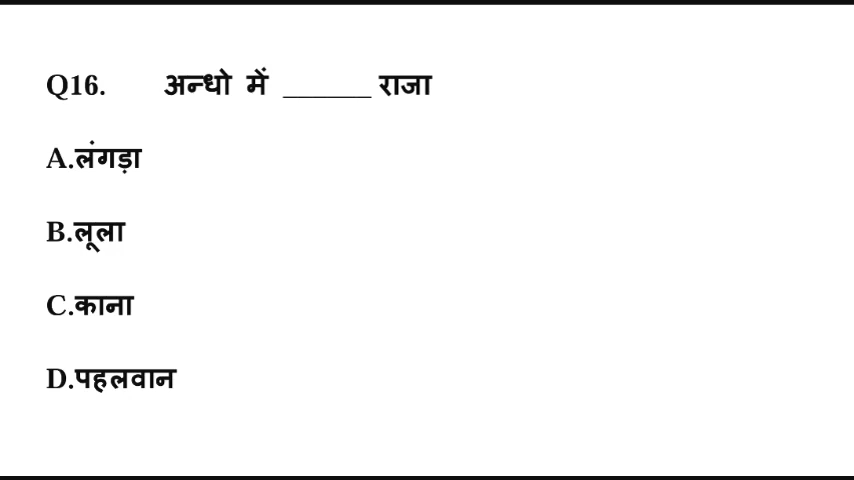 Q16. अन्धो में ______ राजा
A.लंगड़ा
B.लूला
C.काना
D.पहलवान